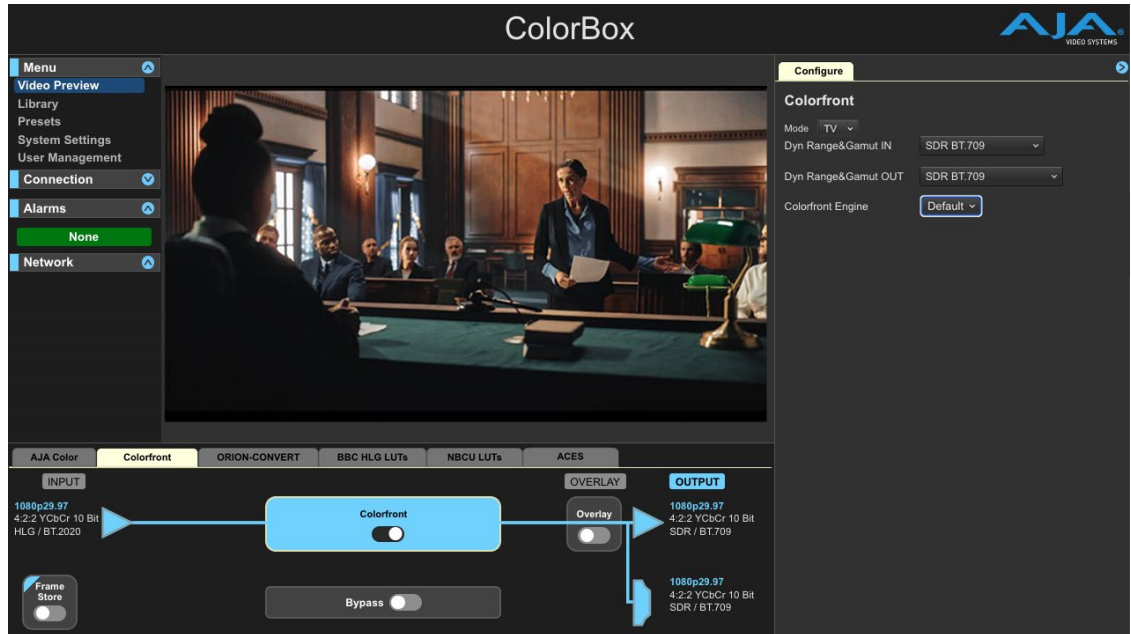 ColorBox
AJA
VIDEO SYSTEMS
Menu
Video Preview
Library
Presets
System Settings
User Management
Connection
Alarms
None
Network
Configure
Colorfront
Mode TV
Dyn Range&Gamut IN SDR BT.709
Dyn Range&Gamut OUT SDR BT.709
Colorfront Engine Default
AJA Color Colorfront ORION-CONVERT BBC HLG LUTs NBCU LUTs ACES
INPUT OVERLAY OUTPUT
1080p29.97
4:2:2 YCbCr 10 Bit
HLG / BT.2020
Colorfront
Overlay
1080p29.97
4:2:2 YCbCr 10 Bit
SDR / BT.709
Frame
Store
Bypass
1080p29.97
4:2:2 YCbCr 10 Bit
SDR / BT.709